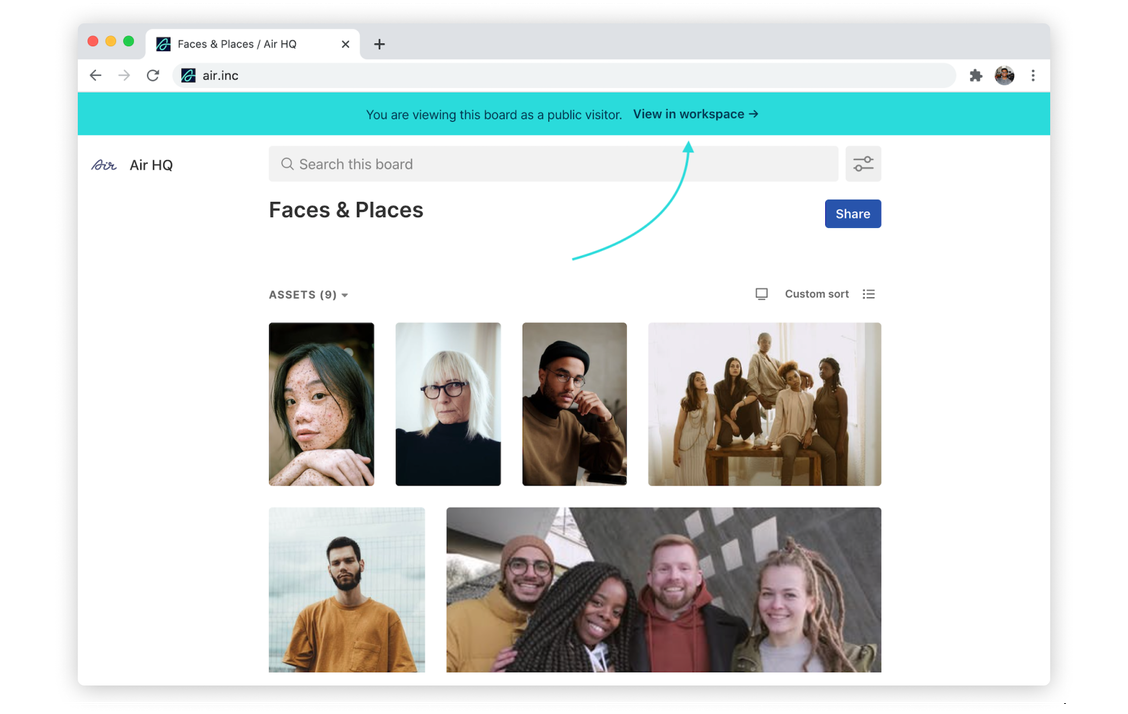 Faces & Places / Air HQ
air.inc
You are viewing this board as a public visitor. View in workspace →
Air Air HQ
Search this board
Faces & Places
Share
ASSETS (9)
Custom sort